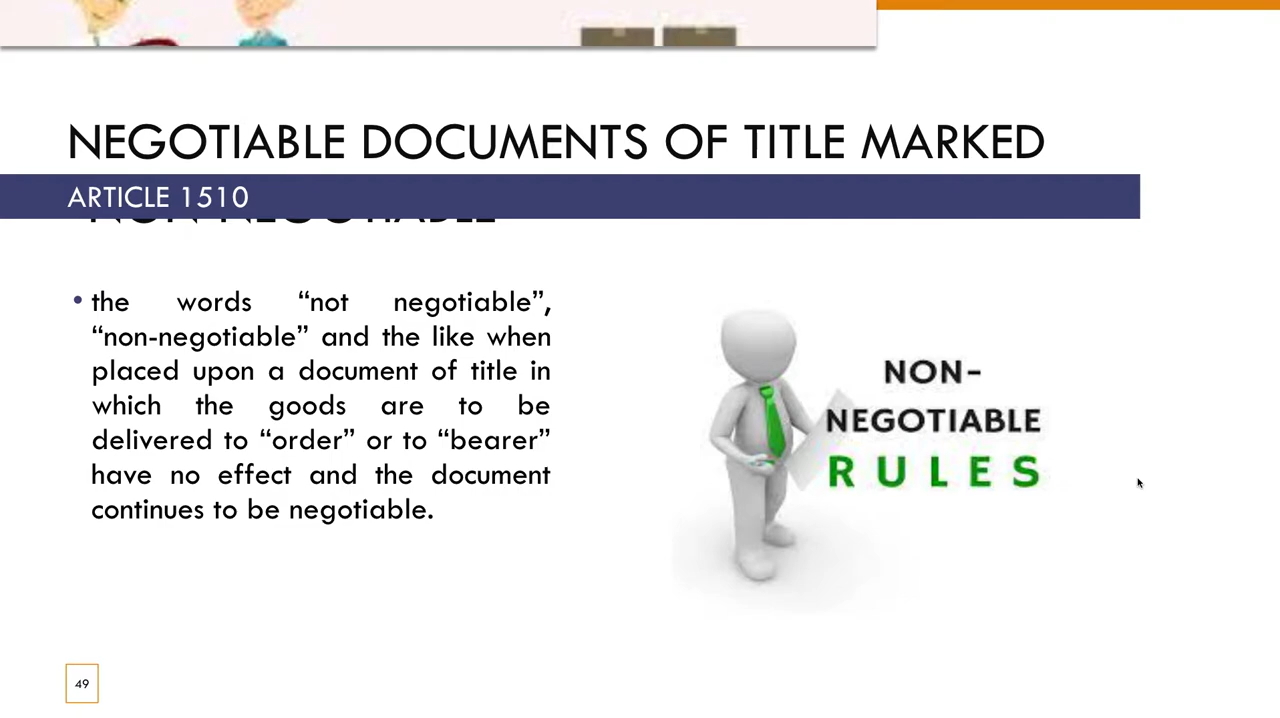 NEGOTIABLE DOCUMENTS OF TITLE MARKED
ARTICLE 1510
NON-NEGOTIABLE
• the words “not negotiable”,
“non-negotiable” and the like when
placed upon a document of title in
which the goods are to be
delivered to “order” or to “bearer”
have no effect and the document
continues to be negotiable.
NON-
NEGOTIABLE
RULES
49